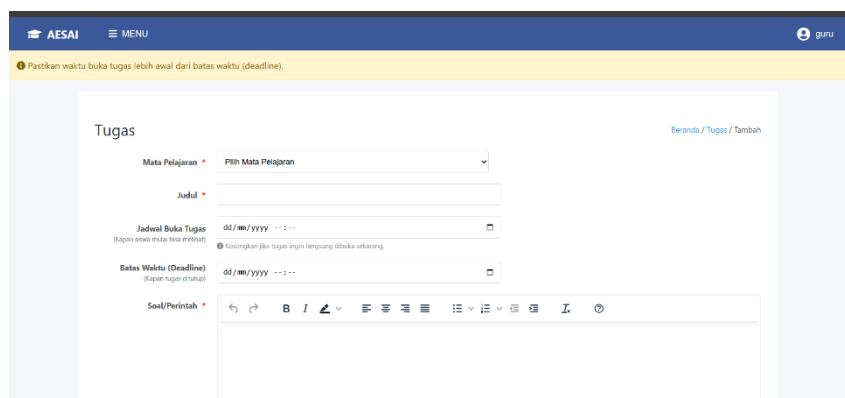 AESAI MENU guru
Pastikan waktu buka tugas lebih awal dari batas waktu (deadline).
Tugas Beranda / Tugas / Tambah
Mata Pelajaran * Pilih Mata Pelajaran
Judul *
Jadwal Buka Tugas dd/mm/yyyy --:--
(Kapan siswa mulai bisa melihat) Kosongkan jika tugas ingin langsung dibuka sekarang.
Batas Waktu (Deadline) dd/mm/yyyy --:--
(Kapan tugas ditutup)
Soal/Perintah * B I